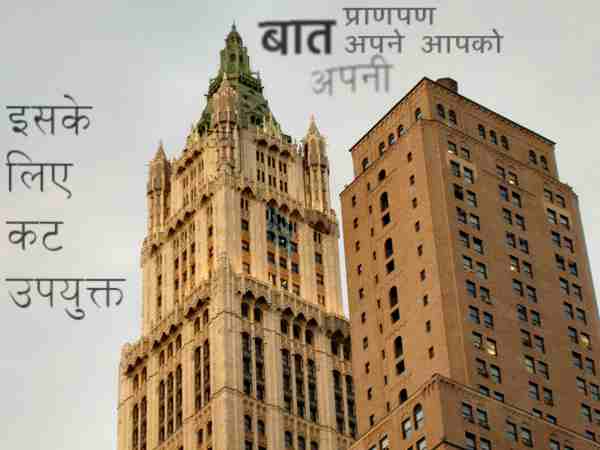 बात
प्राणपण
अपने आपको
अपनी
इसके
लिए
कट
उपयुक्त